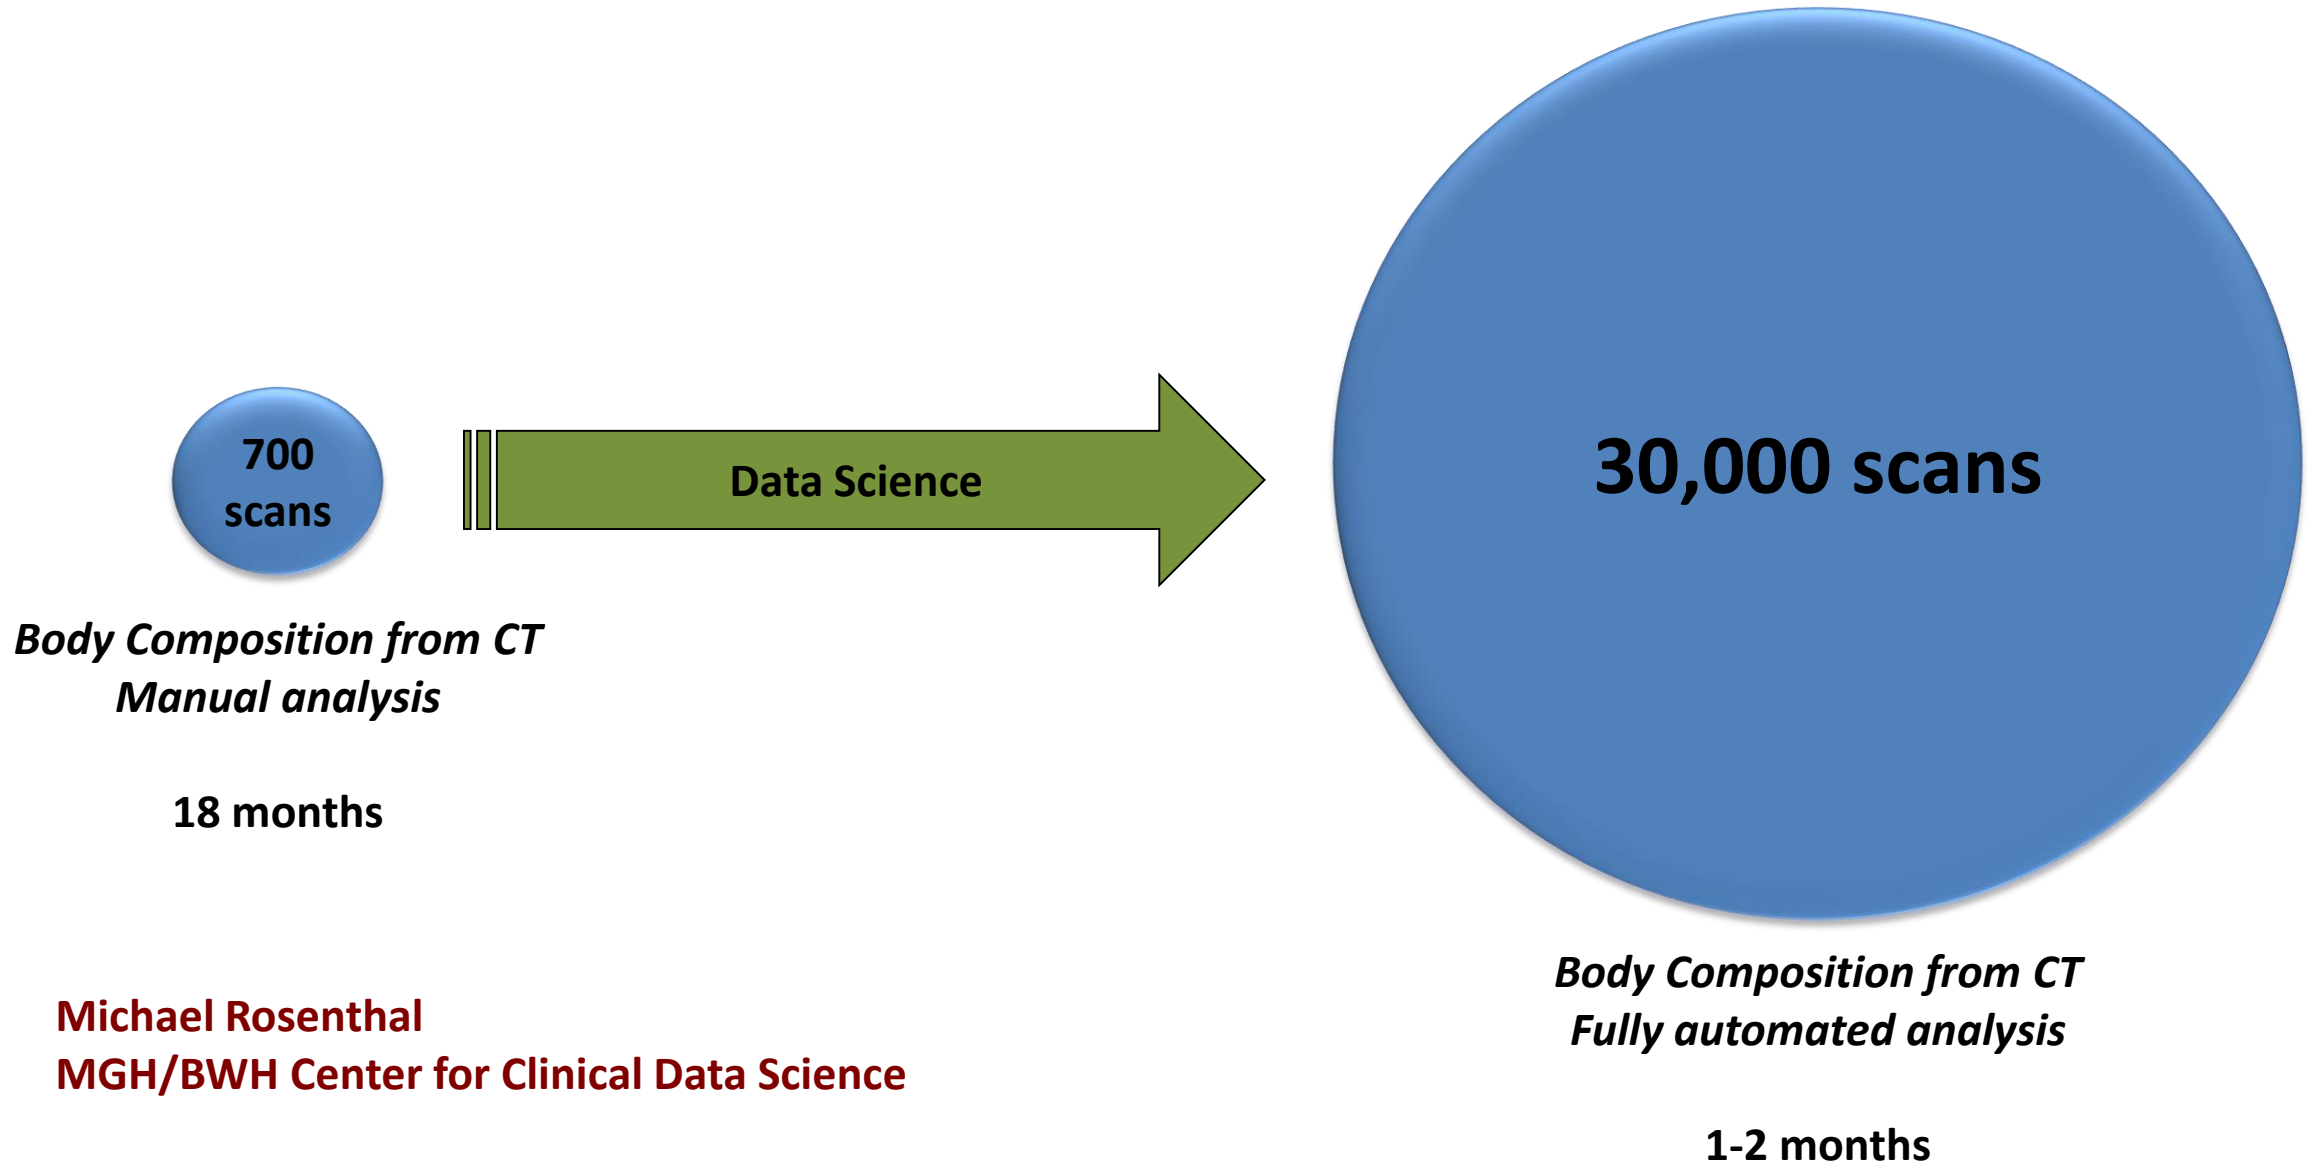 700
scans
Data Science
30,000 scans
Body Composition from CT
Manual analysis
18 months
Body Composition from CT
Fully automated analysis
1-2 months
Michael Rosenthal
MGH/BWH Center for Clinical Data Science